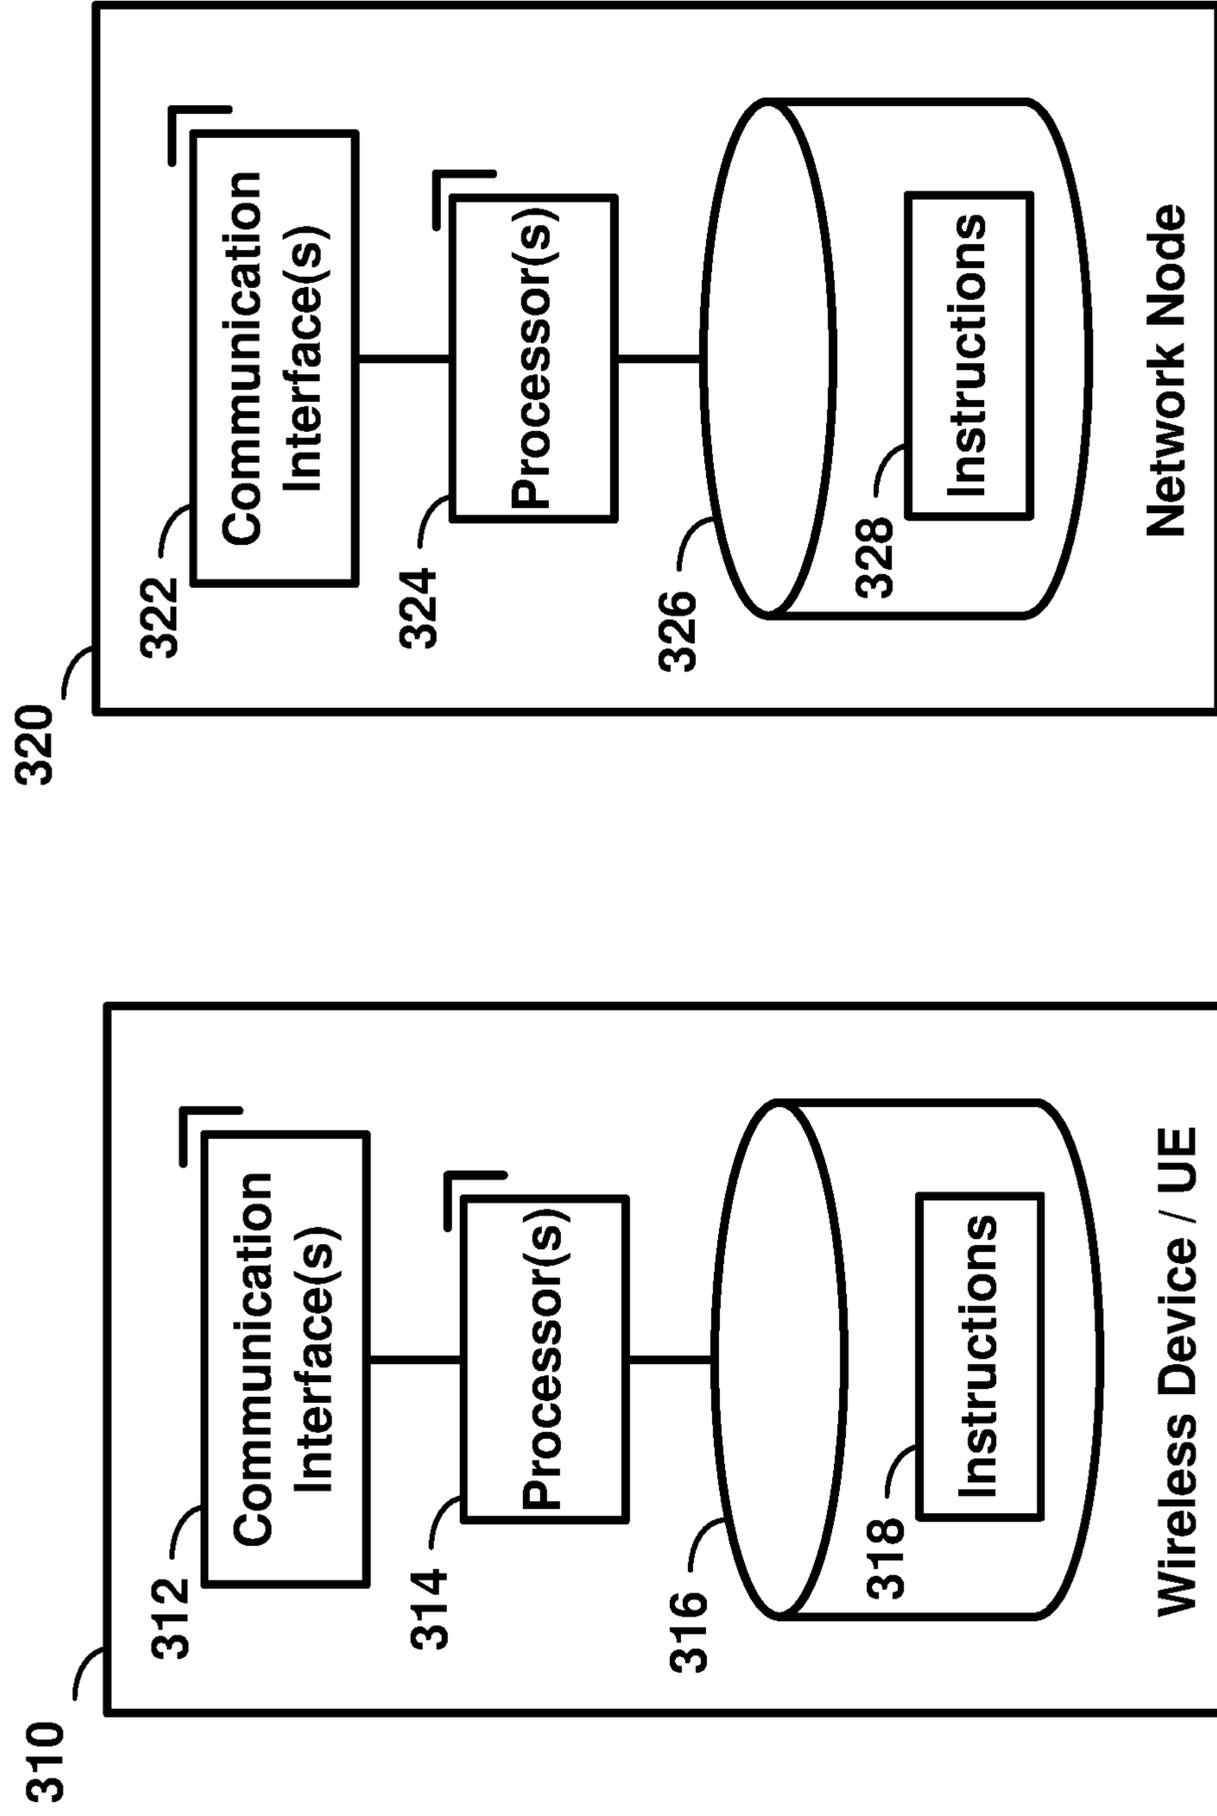 310
312
Communication
Interface(s)
314
Processor(s)
316
318
Instructions
Wireless Device / UE
320
322
Communication
Interface(s)
324
Processor(s)
326
328
Instructions
Network Node